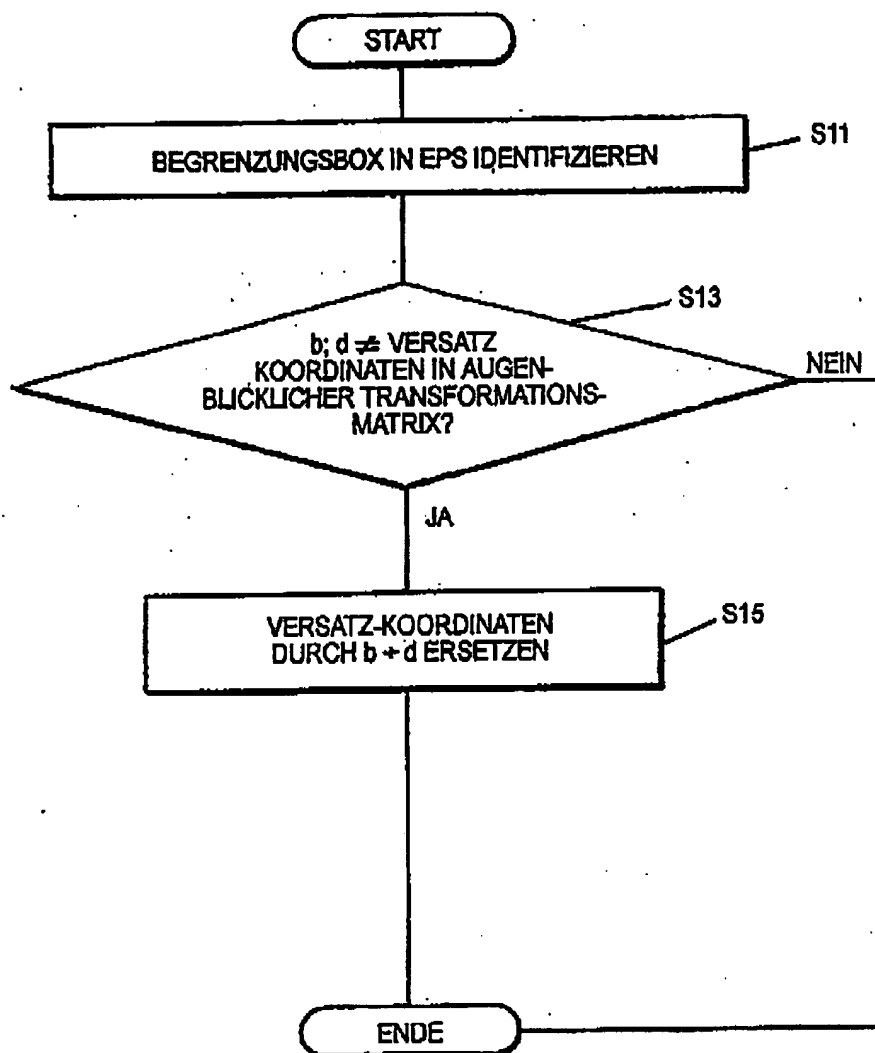 START
BEGRENZUNGSBOX IN EPS IDENTIFIZIEREN
S11
S13
b; d ≠ VERSATZ
KOORDINATEN IN AUGEN-
BLICKLICHER TRANSFORMATIONS-
MATRIX?
NEIN
JA
VERSATZ-KOORDINATEN
DURCH b + d ERSETZEN
S15
ENDE